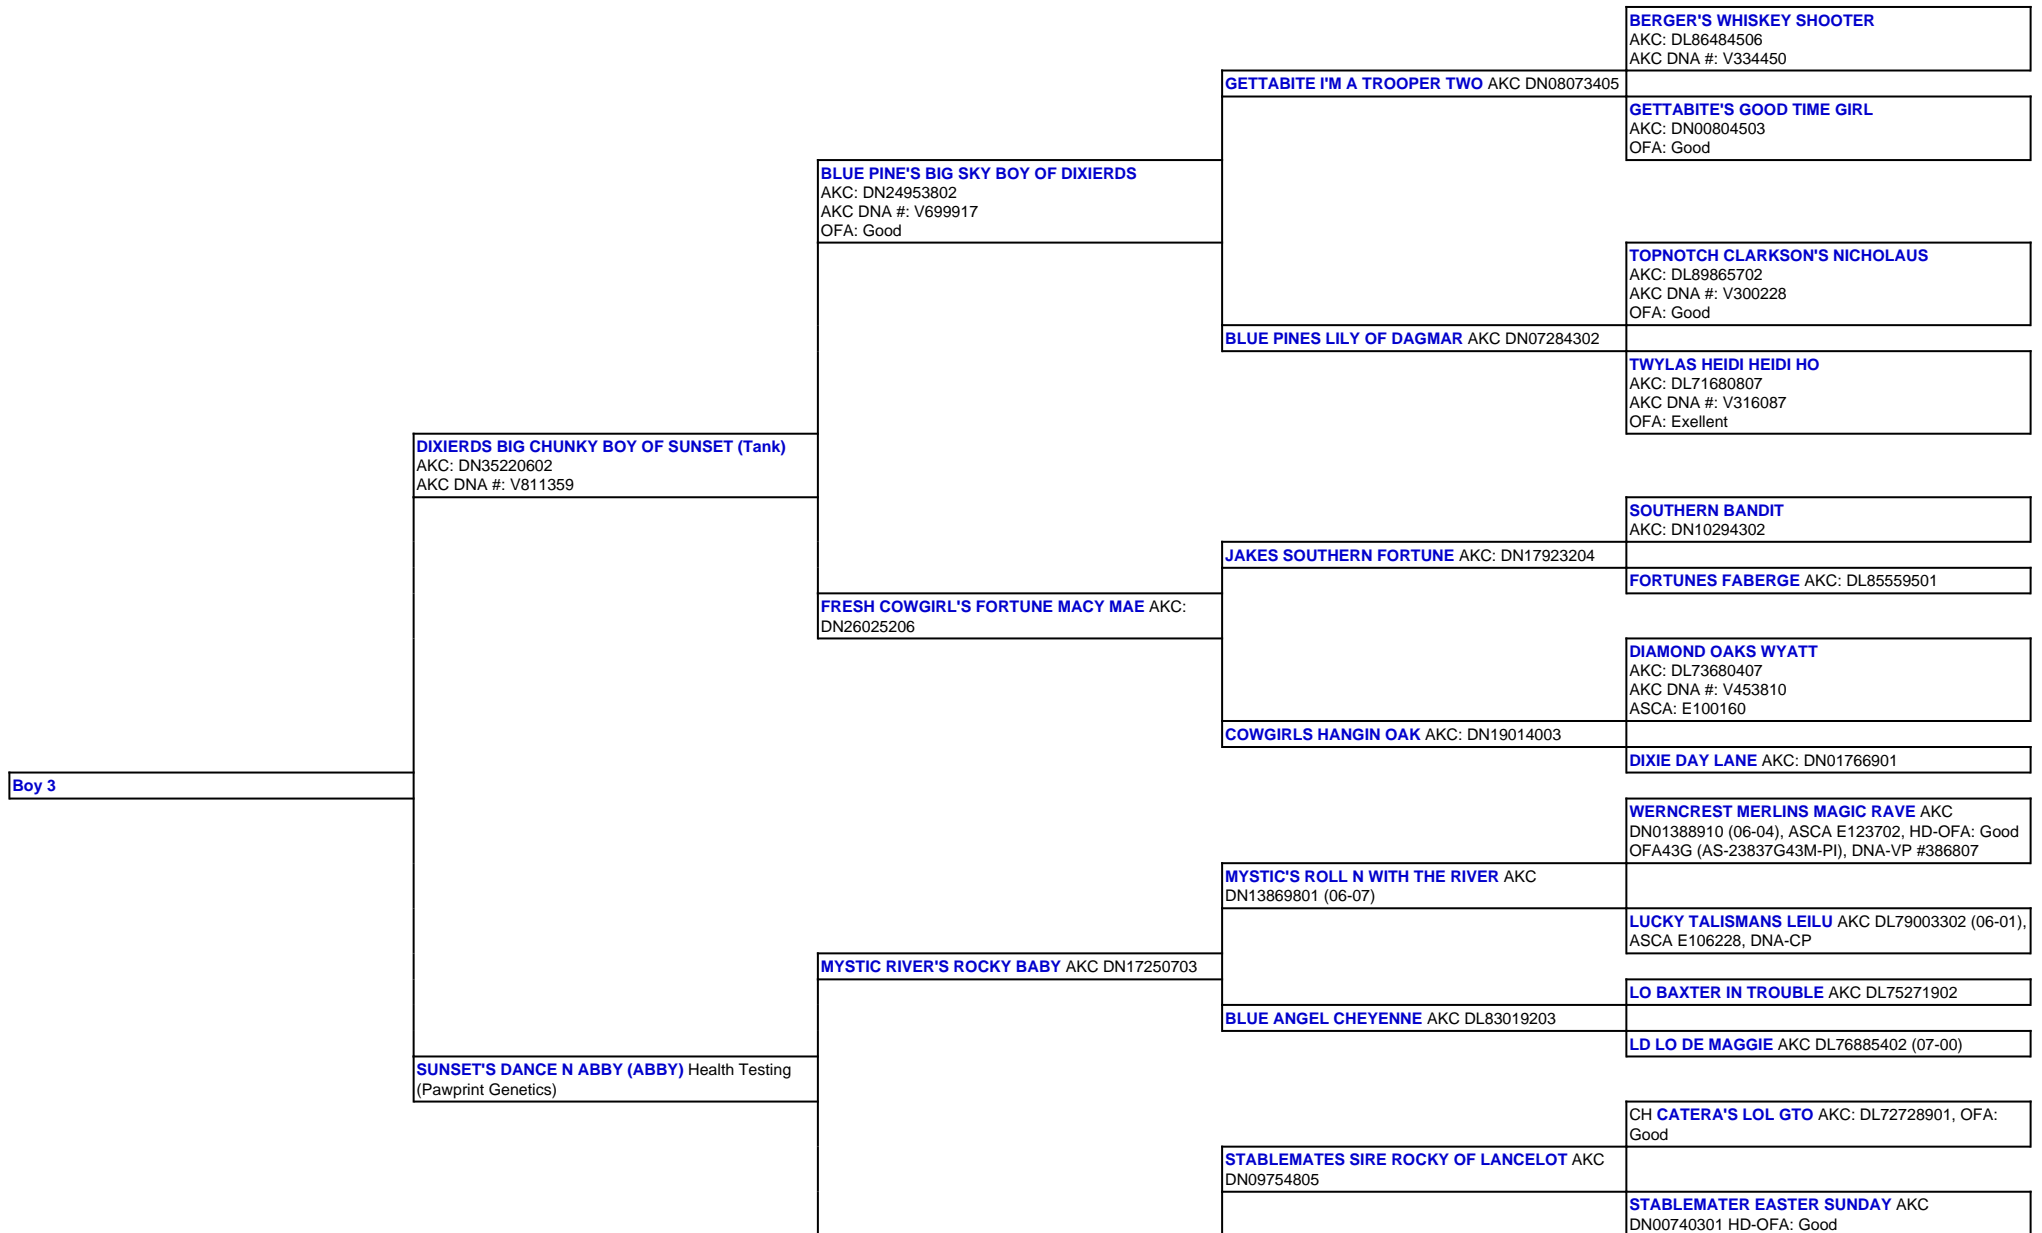 BERGER'S WHISKEY SHOOTER
AKC: DL86484506
AKC DNA #: V334450
GETTABITE I'M A TROOPER TWO AKC DN08073405
GETTABITE'S GOOD TIME GIRL
AKC: DN00804503
OFA: Good
BLUE PINE'S BIG SKY BOY OF DIXIERDS
AKC: DN24953802
AKC DNA #: V699917
OFA: Good
TOPNOTCH CLARKSON'S NICHOLAUS
AKC: DL89865702
AKC DNA #: V300228
OFA: Good
BLUE PINES LILY OF DAGMAR AKC DN07284302
TWYLAS HEIDI HEIDI HO
AKC: DL71680807
AKC DNA #: V316087
OFA: Exellent
DIXIERDS BIG CHUNKY BOY OF SUNSET (Tank)
AKC: DN35220602
AKC DNA #: V811359
SOUTHERN BANDIT
AKC: DN10294302
JAKES SOUTHERN FORTUNE AKC: DN17923204
FORTUNES FABERGE AKC: DL85559501
FRESH COWGIRL'S FORTUNE MACY MAE AKC:
DN26025206
DIAMOND OAKS WYATT
AKC: DL73680407
AKC DNA #: V453810
ASCA: E100160
COWGIRLS HANGIN OAK AKC: DN19014003
DIXIE DAY LANE AKC: DN01766901
Boy 3
WERNCREST MERLINS MAGIC RAVE AKC
DN01388910 (06-04), ASCA E123702, HD-OFA: Good
OFA43G (AS-23837G43M-PI), DNA-VP #386807
MYSTIC'S ROLL N WITH THE RIVER AKC
DN13869801 (06-07)
LUCKY TALISMANS LEILU AKC DL79003302 (06-01),
ASCA E106228, DNA-CP
MYSTIC RIVER'S ROCKY BABY AKC DN17250703
LO BAXTER IN TROUBLE AKC DL75271902
BLUE ANGEL CHEYENNE AKC DL83019203
LD LO DE MAGGIE AKC DL76885402 (07-00)
SUNSET'S DANCE N ABBY (ABBY) Health Testing
(Pawprint Genetics)
CH CATERA'S LOL GTO AKC: DL72728901, OFA:
Good
STABLEMATES SIRE ROCKY OF LANCELOT AKC
DN09754805
STABLEMATER EASTER SUNDAY AKC
DN00740301 HD-OFA: Good